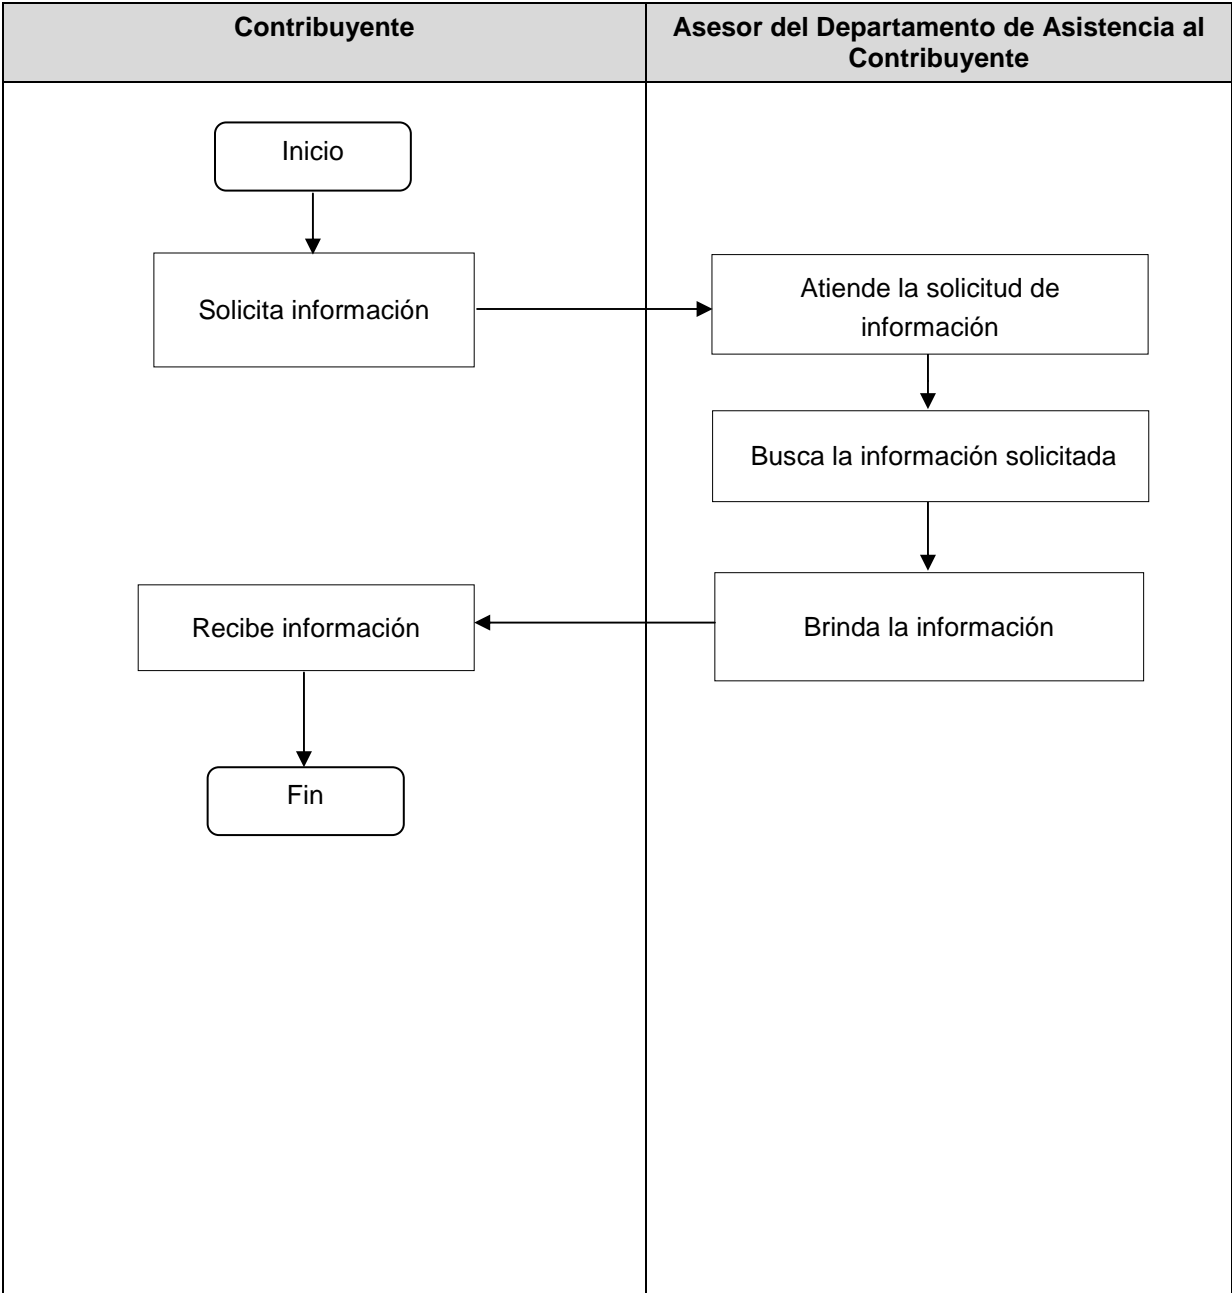 Contribuyente
Asesor del Departamento de Asistencia al
Contribuyente
Inicio
Solicita información
Atiende la solicitud de
información
Busca la información solicitada
Brinda la información
Recibe información
Fin